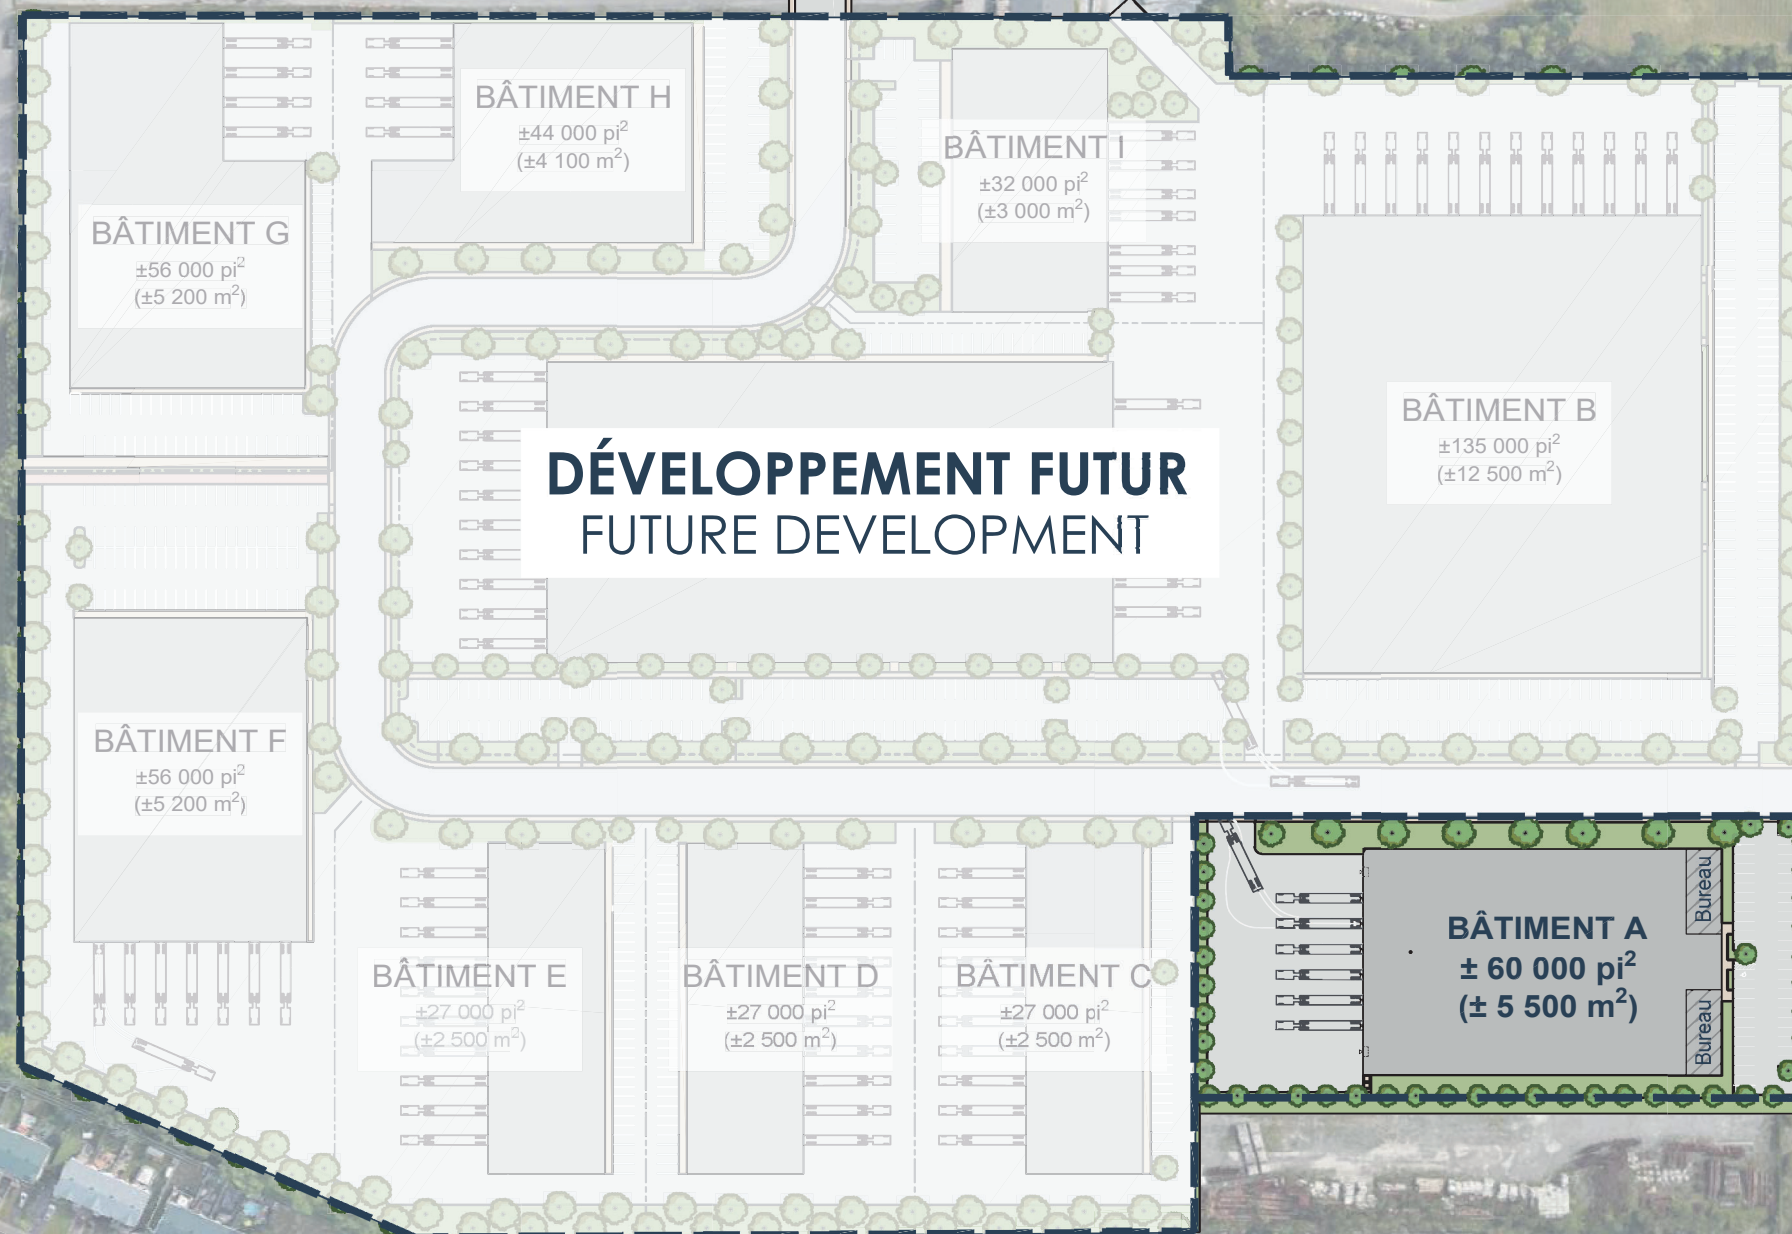 BÂTIMENT H
±44 000 pi²
(±4 100 m²)
BÂTIMENT I
±32 000 pi²
(±3 000 m²)
BÂTIMENT G
±56 000 pi²
(±5 200 m²)
BÂTIMENT B
±135 000 pi²
(±12 500 m²)
DÉVELOPPEMENT FUTUR
FUTURE DEVELOPMENT
BÂTIMENT F
±56 000 pi²
(±5 200 m²)
BÂTIMENT E
±27 000 pi²
(±2 500 m²)
BÂTIMENT D
±27 000 pi²
(±2 500 m²)
BÂTIMENT C
±27 000 pi²
(±2 500 m²)
BÂTIMENT A
± 60 000 pi²
(± 5 500 m²)
Bureau
Bureau